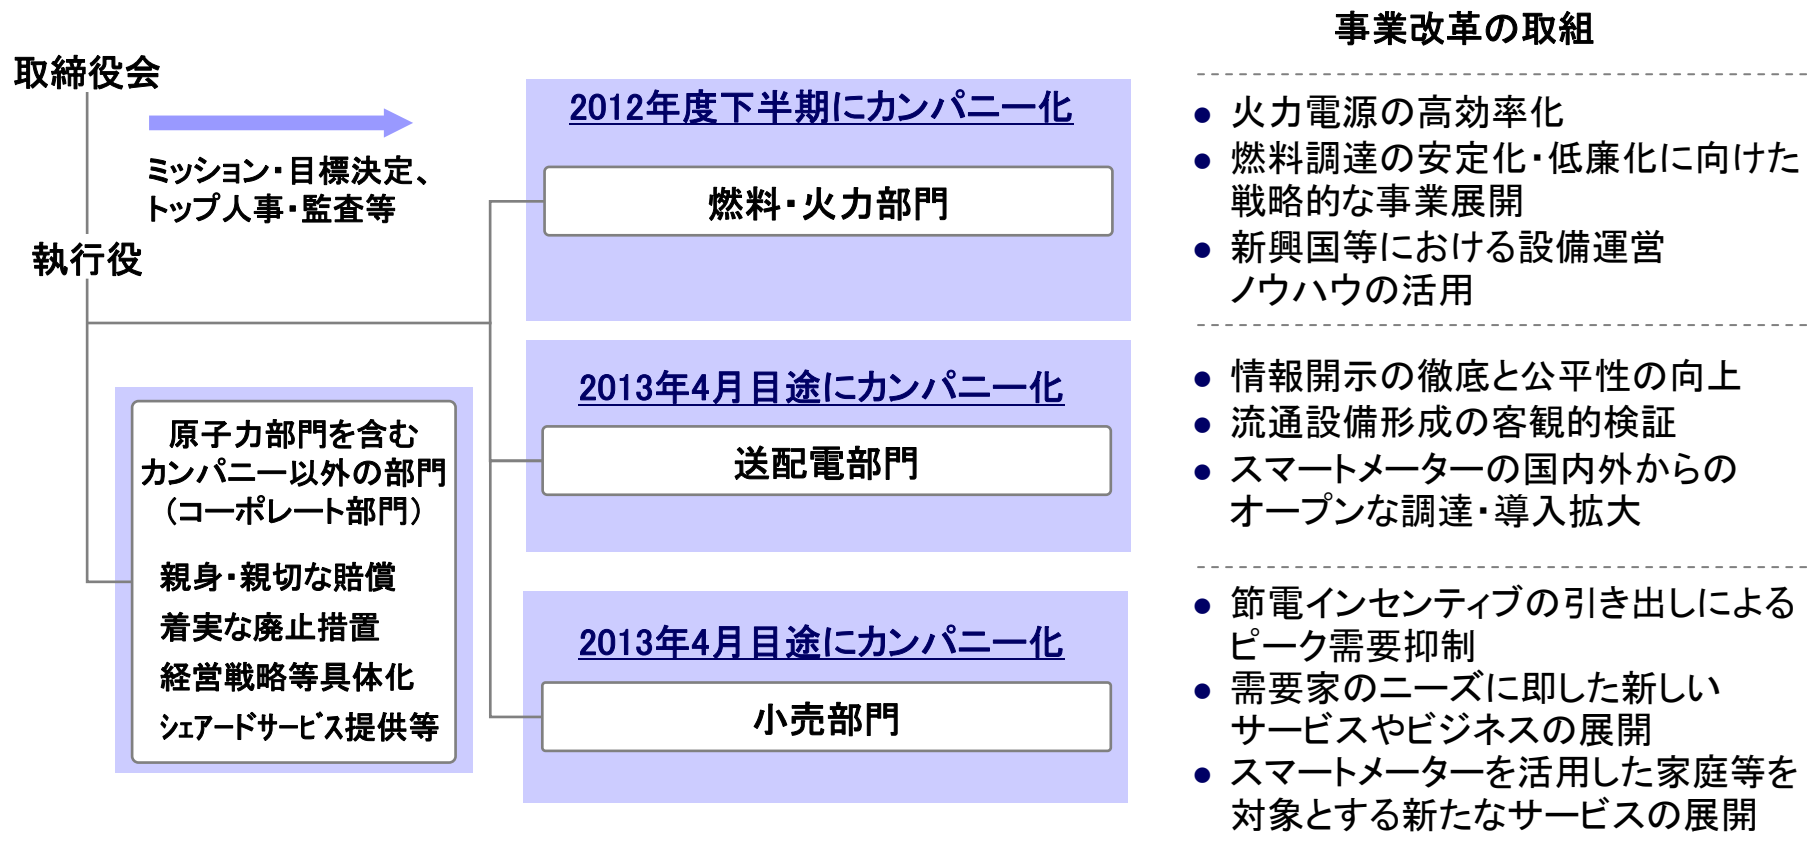 事業改革の取組
取締役会
ミッション・目標決定、
トップ人事・監査等
執行役
原子力部門を含む
カンパニー以外の部門
（コーポレート部門）
親身・親切な賠償
着実な廃止措置
経営戦略等具体化
シェアードサービス提供等
2012年度下半期にカンパニー化
燃料・火力部門
● 火力電源の高効率化
● 燃料調達の安定化・低廉化に向けた
戦略的な事業展開
● 新興国等における設備運営
ノウハウの活用
2013年4月目途にカンパニー化
送配電部門
● 情報開示の徹底と公平性の向上
● 流通設備形成の客観的検証
● スマートメーターの国内外からの
オープンな調達・導入拡大
2013年4月目途にカンパニー化
小売部門
● 節電インセンティブの引き出しによる
ピーク需要抑制
● 需要家のニーズに即した新しい
サービスやビジネスの展開
● スマートメーターを活用した家庭等を
対象とする新たなサービスの展開